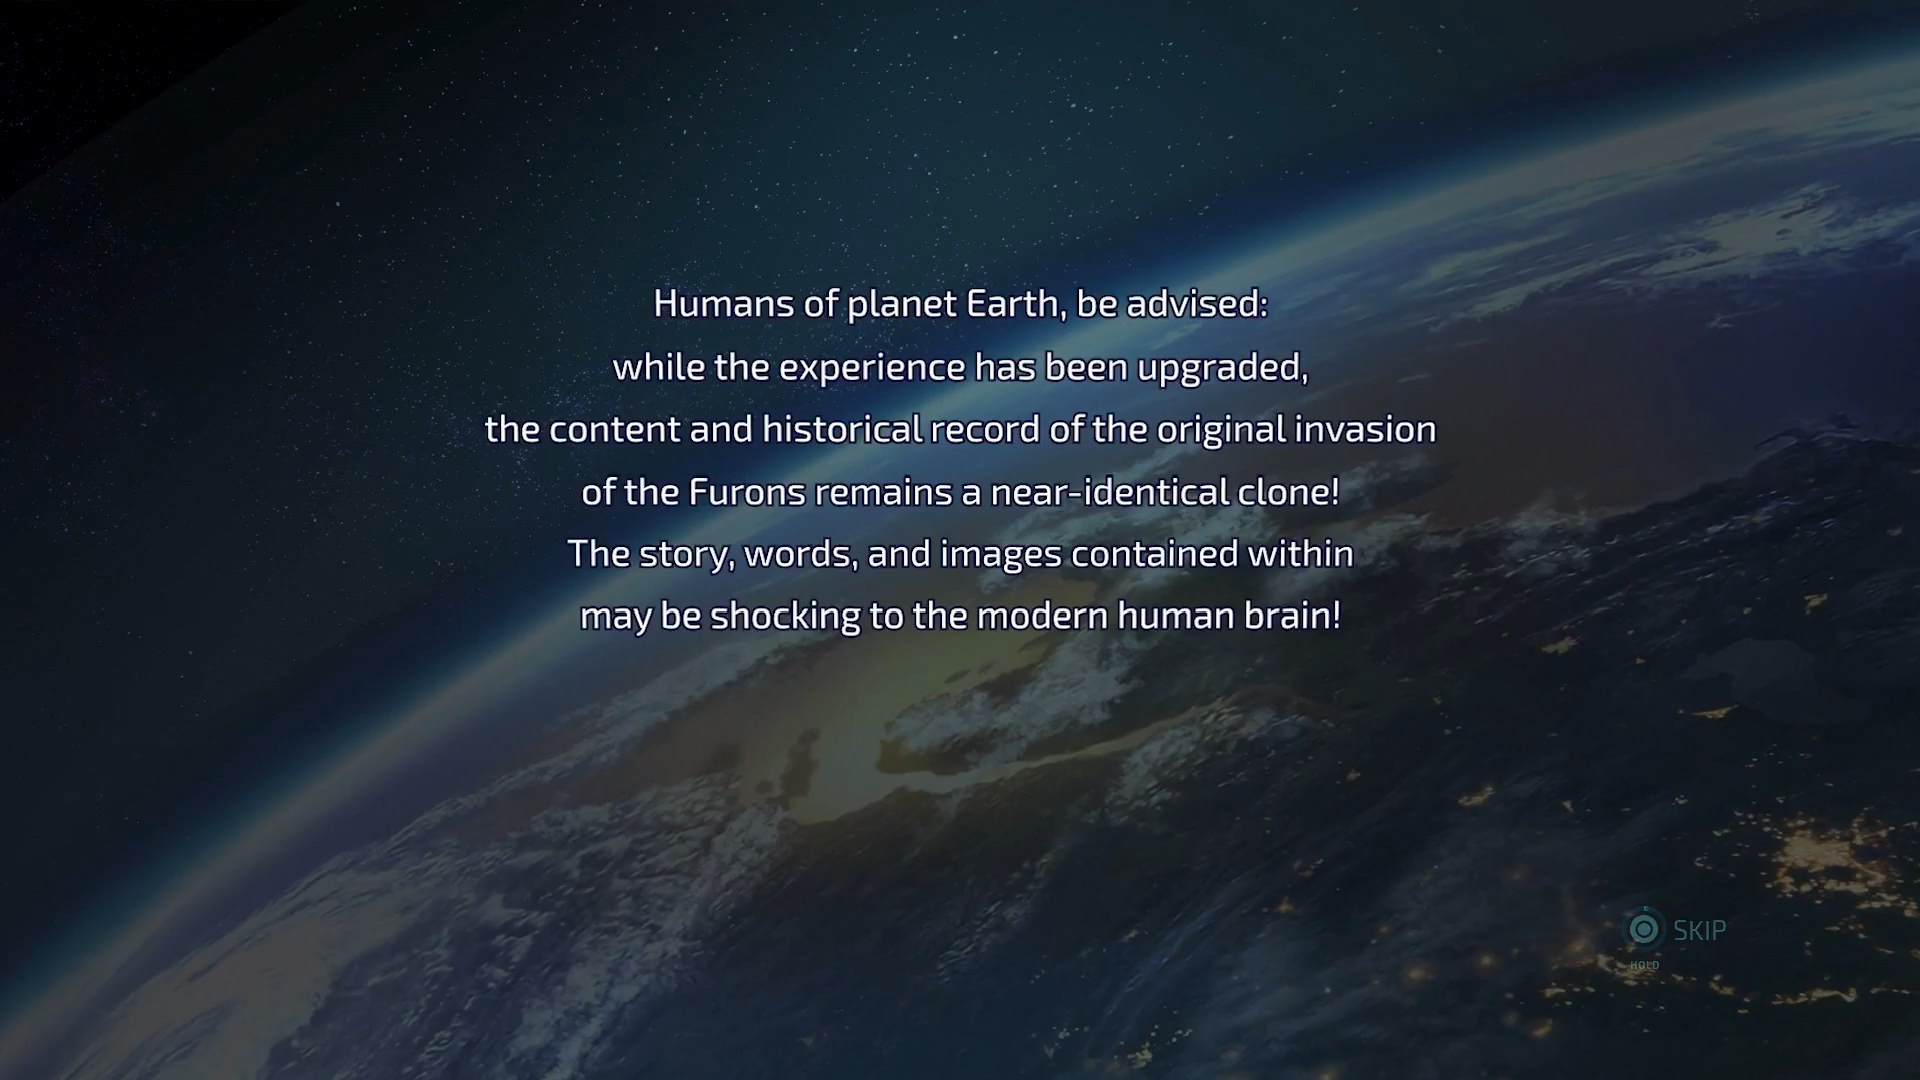 Humans of planet Earth, be advised:
while the experience has been upgraded,
the content and historical record of the original invasion
of the Furons remains a near-identical clone!
The story, words, and images contained within
may be shocking to the modern human brain!
SKIP
HOLD